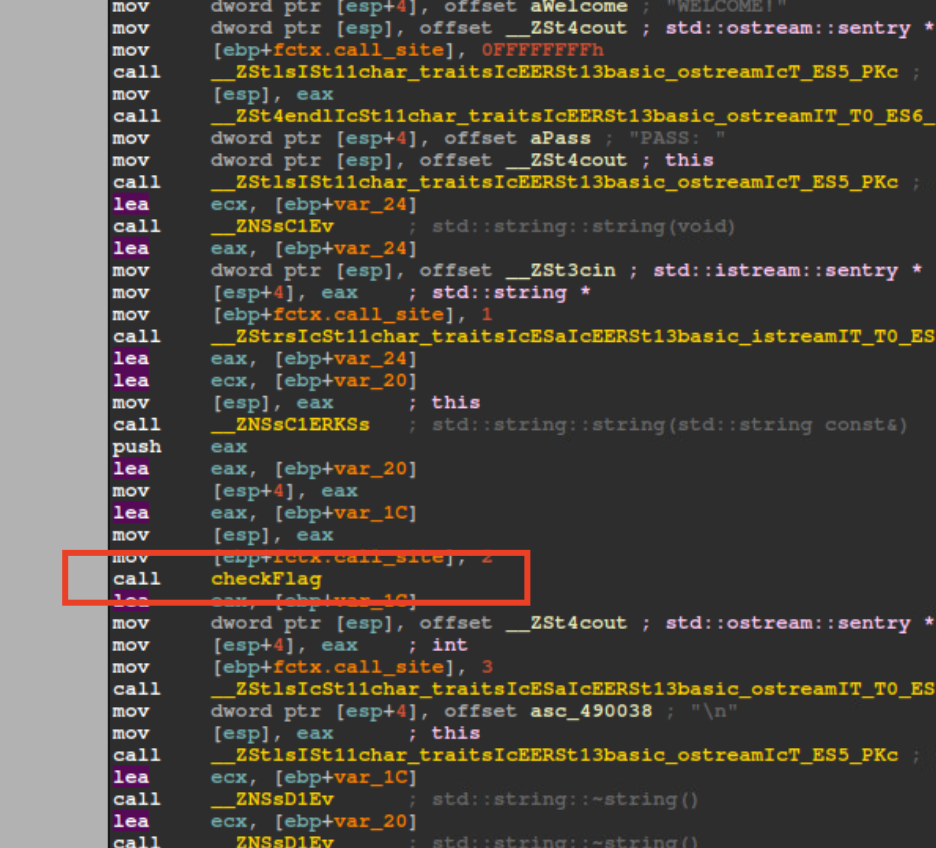 mov dword ptr [esp+4], offset aWelcome ; "WELCOME!"
mov dword ptr [esp], offset __ZSt4cout ; std::ostream::sentry *
mov [ebp+fctx.call_site], 0FFFFFFFFh
call __ZStlsISt11char_traitsIcEERSt13basic_ostreamIcT_ES5_PKc ;
mov [esp], eax
call __ZSt4endlIcSt11char_traitsIcEERSt13basic_ostreamIT_T0_ES6_
mov dword ptr [esp+4], offset aPass ; "PASS: "
mov dword ptr [esp], offset __ZSt4cout ; this
call __ZStlsISt11char_traitsIcEERSt13basic_ostreamIcT_ES5_PKc ;
lea ecx, [ebp+var_24]
call __ZNSsC1Ev ; std::string::string(void)
lea eax, [ebp+var_24]
mov dword ptr [esp], offset __ZSt3cin ; std::istream::sentry *
mov [esp+4], eax ; std::string *
mov [ebp+fctx.call_site], 1
call __ZStrsIcSt11char_traitsIcESaIcEERSt13basic_istreamIT_T0_ES
lea eax, [ebp+var_24]
lea ecx, [ebp+var_20]
mov [esp], eax ; this
call __ZNSsC1ERKSs ; std::string::string(std::string const&)
push eax
lea eax, [ebp+var_20]
mov [esp+4], eax
lea eax, [ebp+var_1C]
mov [esp], eax
mov [ebp+fctx.call_site], 2
call checkFlag
lea eax, [ebp+var_1C]
mov dword ptr [esp], offset __ZSt4cout ; std::ostream::sentry *
mov [esp+4], eax ; int
mov [ebp+fctx.call_site], 3
call __ZStlsIcSt11char_traitsIcESaIcEERSt13basic_ostreamIT_T0_ES
mov dword ptr [esp+4], offset asc_490038 ; "\n"
mov [esp], eax ; this
call __ZStlsISt11char_traitsIcEERSt13basic_ostreamIcT_ES5_PKc ;
lea ecx, [ebp+var_1C]
call __ZNSsD1Ev ; std::string::~string()
lea ecx, [ebp+var_20]
call __ZNSsD1Ev ; std::string::~string()